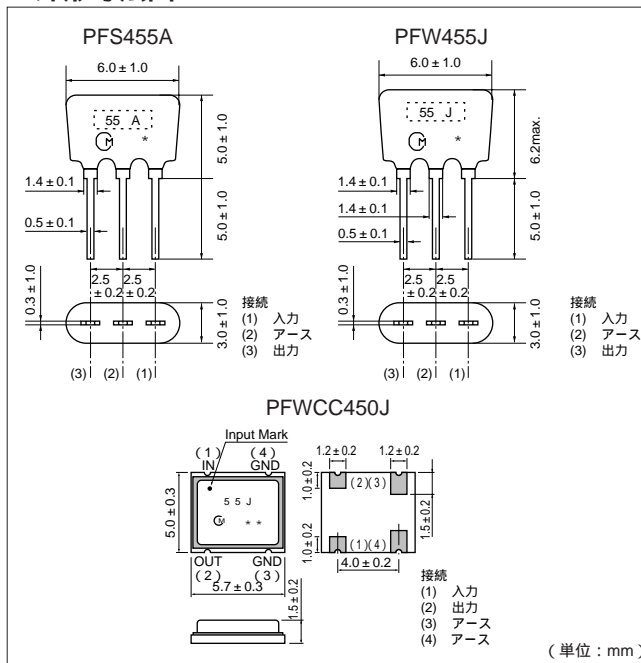 PFS455A
6.0±1.0
55 A
*
5.0±1.0
1.4±0.1
0.5±0.1
5.0±1.0
2.5 2.5
±0.2 ±0.2
0.3±1.0
3.0±1.0
(3) (2) (1)
接続
(1) 入力
(2) アース
(3) 出力
PFW455J
6.0±1.0
55 J
*
6.2max.
1.4±0.1
1.4±0.1
0.5±0.1
5.0±1.0
2.5 2.5
±0.2 ±0.2
0.3±1.0
3.0±1.0
(3) (2) (1)
接続
(1) 入力
(2) アース
(3) 出力
PFWCC450J
Input Mark
(1) (4)
IN GND
55J
* *
5.0±0.3
OUT GND
(2) (3)
5.7±0.3
1.5±0.2
1.2±0.2 1.2±0.2
1.0±0.2
(2)(3)
1.5±0.2
1.0±0.2
(1)(4)
4.0±0.2
接続
(1) 入力
(2) 出力
(3) アース
(4) アース
(単位:mm)